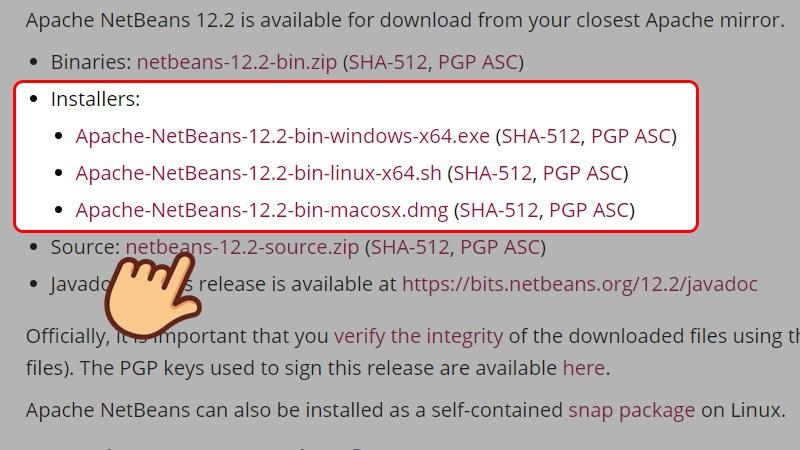 Apache NetBeans 12.2 is available for download from your closest Apache mirror.
Binaries: netbeans-12.2-bin.zip (SHA-512, PGP ASC)
Installers:
Apache-NetBeans-12.2-bin-windows-x64.exe (SHA-512, PGP ASC)
Apache-NetBeans-12.2-bin-linux-x64.sh (SHA-512, PGP ASC)
Apache-NetBeans-12.2-bin-macosx.dmg (SHA-512, PGP ASC)
Source: netbeans-12.2-source.zip (SHA-512, PGP ASC)
release is available at https://bits.netbeans.org/12.2/javadoc
Officially, it is important that you verify the integrity of the downloaded files using
files). The PGP keys used to sign this release are available here.
Apache NetBeans can also be installed as a self-contained snap package on Linux.